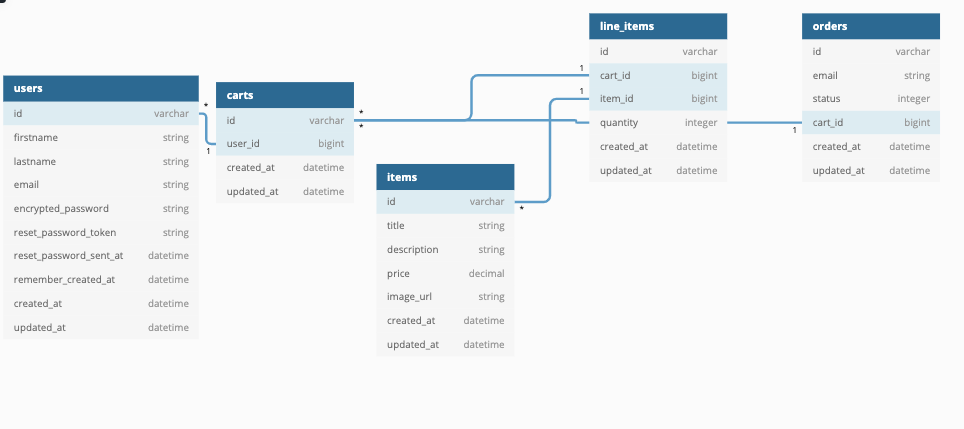 users
id varchar
firstname string
lastname string
email string
encrypted_password string
reset_password_token string
reset_password_sent_at datetime
remember_created_at datetime
created_at datetime
updated_at datetime
*
1
carts
id varchar
user_id bigint
created_at datetime
updated_at datetime
*
*
items
id varchar
title string
description string
price decimal
image_url string
created_at datetime
updated_at datetime
*
1
1
line_items
id varchar
cart_id bigint
item_id bigint
quantity integer
created_at datetime
updated_at datetime
1
orders
id varchar
email string
status integer
cart_id bigint
created_at datetime
updated_at datetime